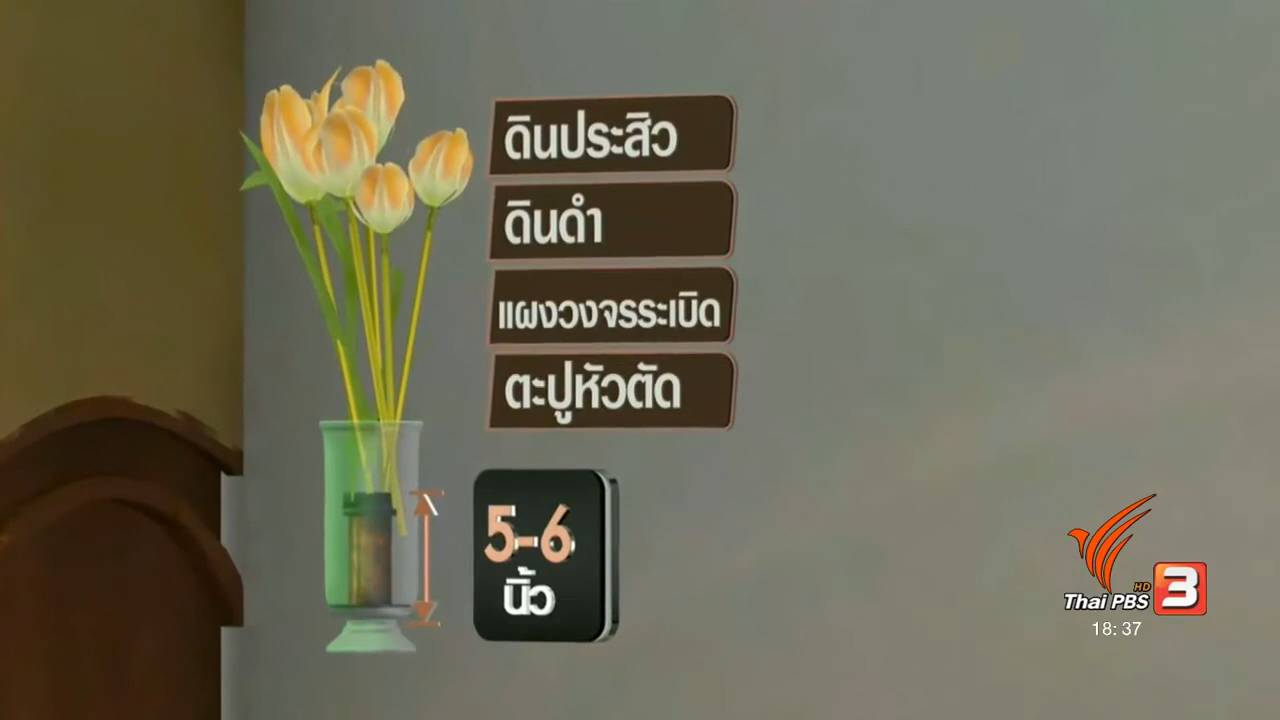 ดินประสิว
ดินดำ
แผงวงจรระเบิด
ตะปูหัวตัด
5-6
นิ้ว
HD
Thai PBS 3
18:37